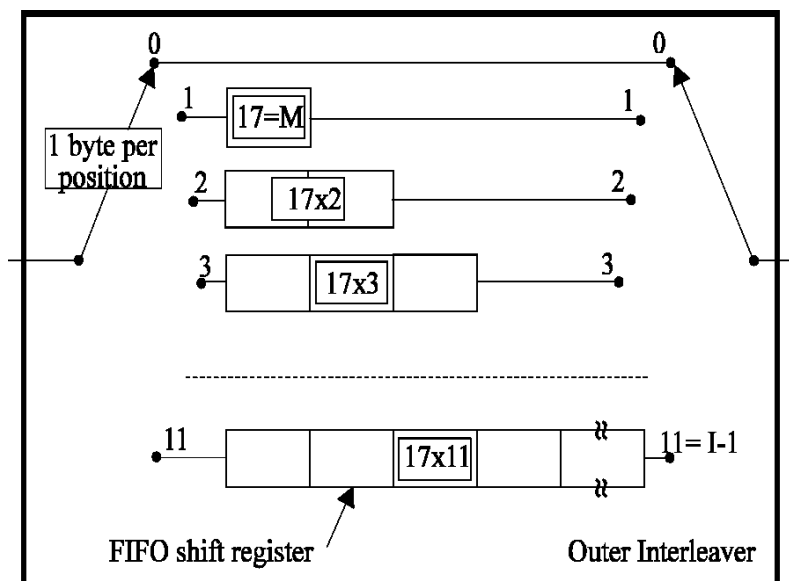 0 0
1 17=M 1
1 byte per
position
2 17x2 2
3 17x3 3
11 17x11 11= I-1
FIFO shift register Outer Interleaver